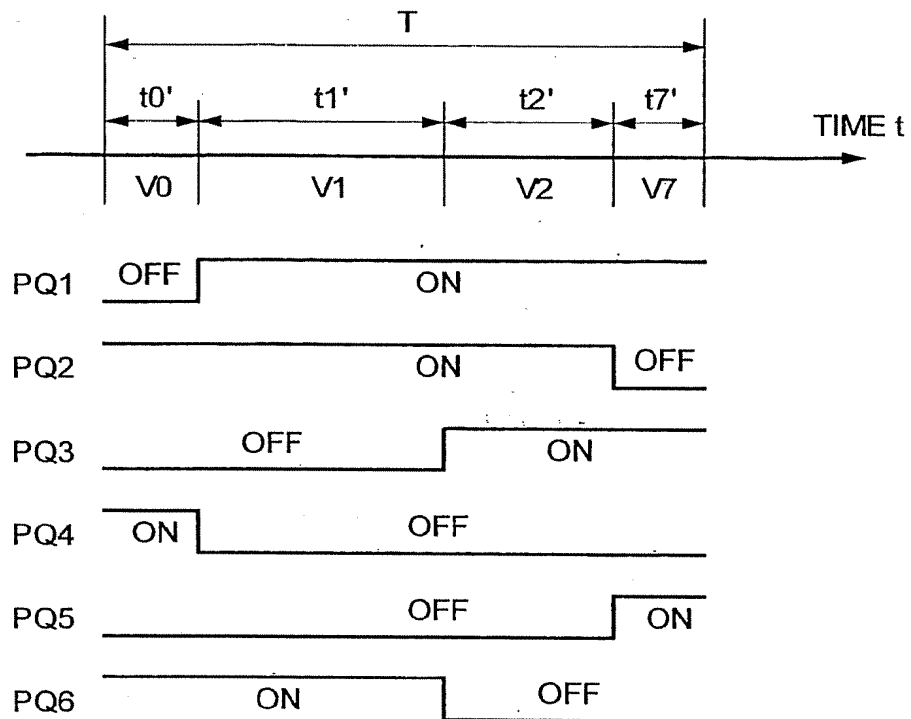 T
t0' t1' t2' t7'
TIME t
V0 V1 V2 V7
PQ1 OFF ON
PQ2 ON OFF
PQ3 OFF ON
PQ4 ON OFF
PQ5 OFF ON
PQ6 ON OFF